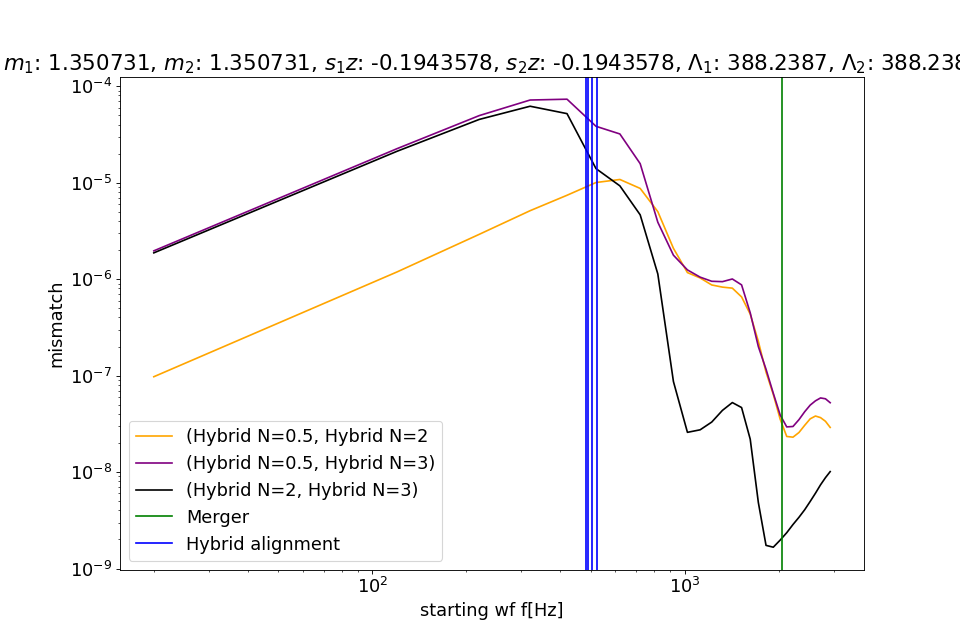 m₁: 1.350731, m₂: 1.350731, s₁z: -0.1943578, s₂z: -0.1943578, Λ₁: 388.2387, Λ₂: 388.238
10⁻⁴
10⁻⁵
10⁻⁶
10⁻⁷
10⁻⁸
10⁻⁹
mismatch
(Hybrid N=0.5, Hybrid N=2
(Hybrid N=0.5, Hybrid N=3)
(Hybrid N=2, Hybrid N=3)
Merger
Hybrid alignment
10² 10³
starting wf f[Hz]